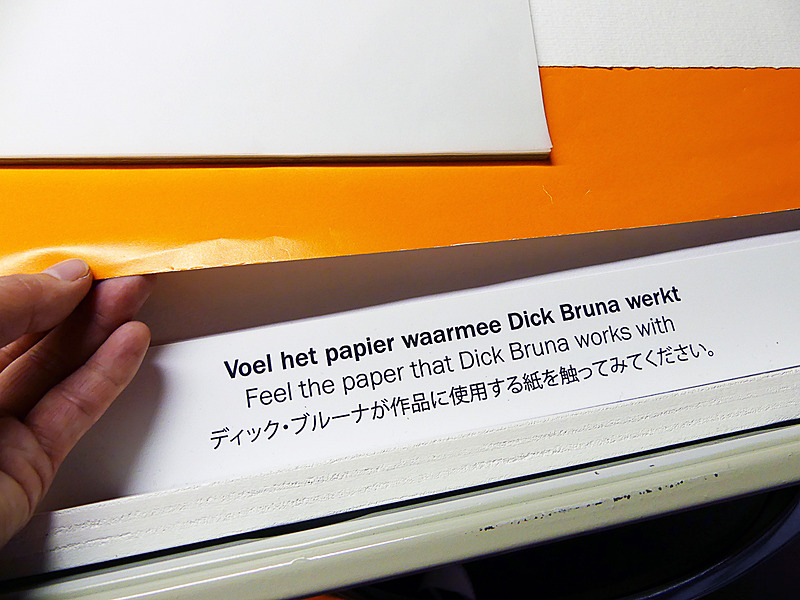 Voel het papier waarmee Dick Bruna werkt
Feel the paper that Dick Bruna works with
ディック・ブルーナが作品に使用する紙を触ってみてください。